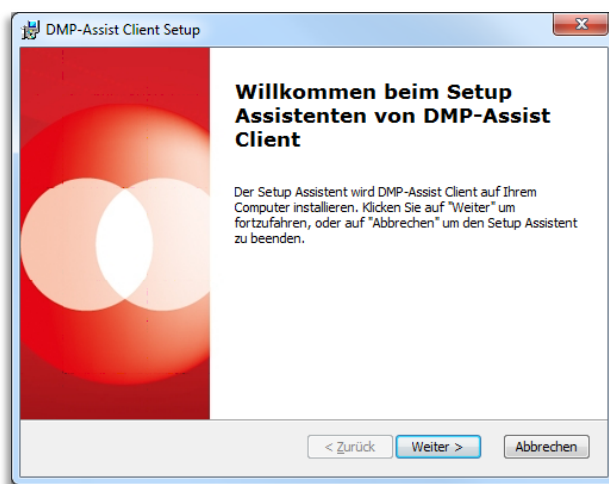 DMP-Assist Client Setup
Willkommen beim Setup
Assistenten von DMP-Assist
Client
Der Setup Assistent wird DMP-Assist Client auf Ihrem
Computer installieren. Klicken Sie auf "Weiter" um
fortzufahren, oder auf "Abbrechen" um den Setup Assistent
zu beenden.
< Zurück Weiter > Abbrechen